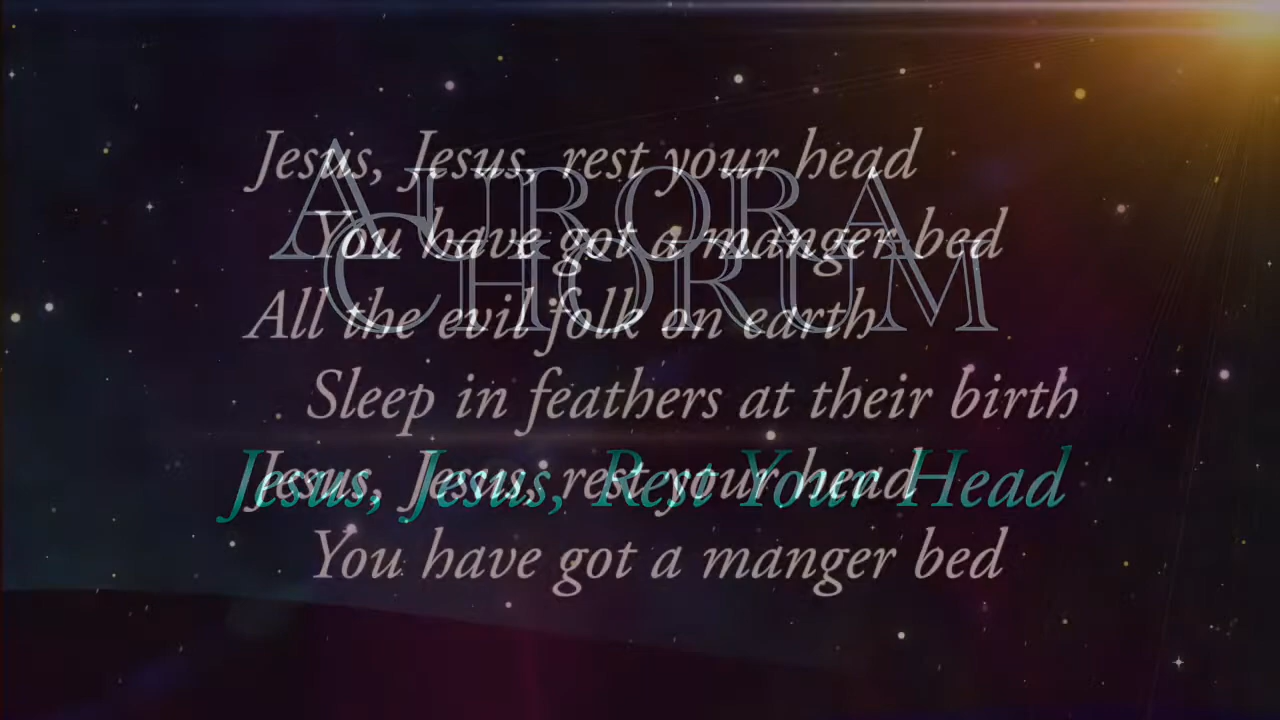 Jesus, Jesus, rest your head
AURORA
You have got a manger bed
CHORUM
All the evil folk on earth
Sleep in feathers at their birth
Jesus, Jesus, rest your head
Jesus, Jesus, Rest Your Head
You have got a manger bed